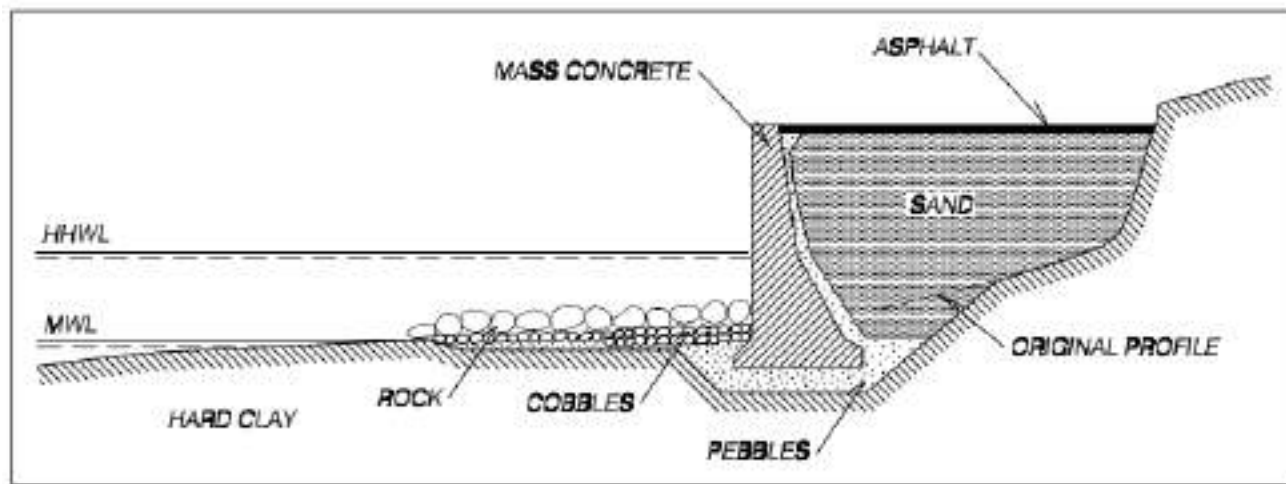 ASPHALT
MASS CONCRETE
SAND
HHWL
MWL
ORIGINAL PROFILE
ROCK
COBBLES
HARD CLAY
PEBBLES